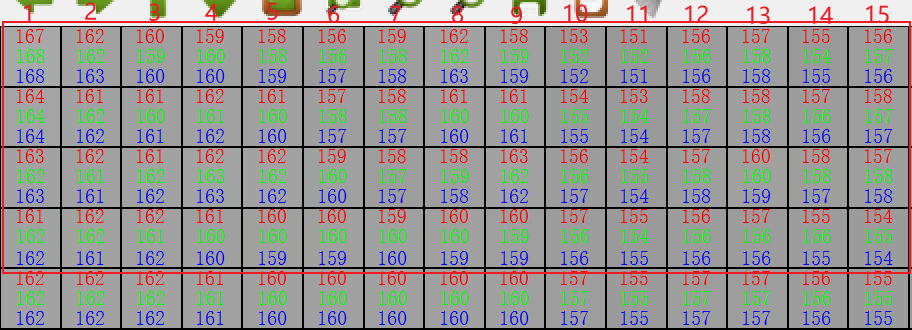 1 2 3 4 5 6 7 8 9 10 11 12 13 14 15
167 162 160 159 158 156 159 162 158 153 151 156 157 155 156
168 162 159 160 158 156 158 162 159 152 152 156 158 154 157
168 163 160 160 159 157 158 163 159 152 151 156 158 155 156
164 161 161 162 161 157 158 161 161 154 153 158 158 157 158
164 162 160 161 160 158 158 160 160 155 154 157 158 156 157
164 162 161 162 160 157 157 160 161 155 154 157 158 156 157
163 162 161 162 162 159 158 158 163 156 154 157 160 158 157
163 161 162 163 162 160 157 159 162 156 155 158 160 158 158
163 161 162 163 162 160 157 158 162 157 154 158 159 157 158
161 162 162 161 160 160 159 160 160 157 155 156 157 155 154
162 162 161 160 160 160 160 160 159 156 154 156 156 156 155
162 161 162 160 159 159 160 159 159 156 155 156 156 155 154
162 162 162 161 160 160 160 160 160 157 155 157 157 156 155
162 162 162 161 160 160 160 160 160 157 155 157 157 156 155
162 162 162 161 160 160 160 160 160 157 155 157 157 156 155